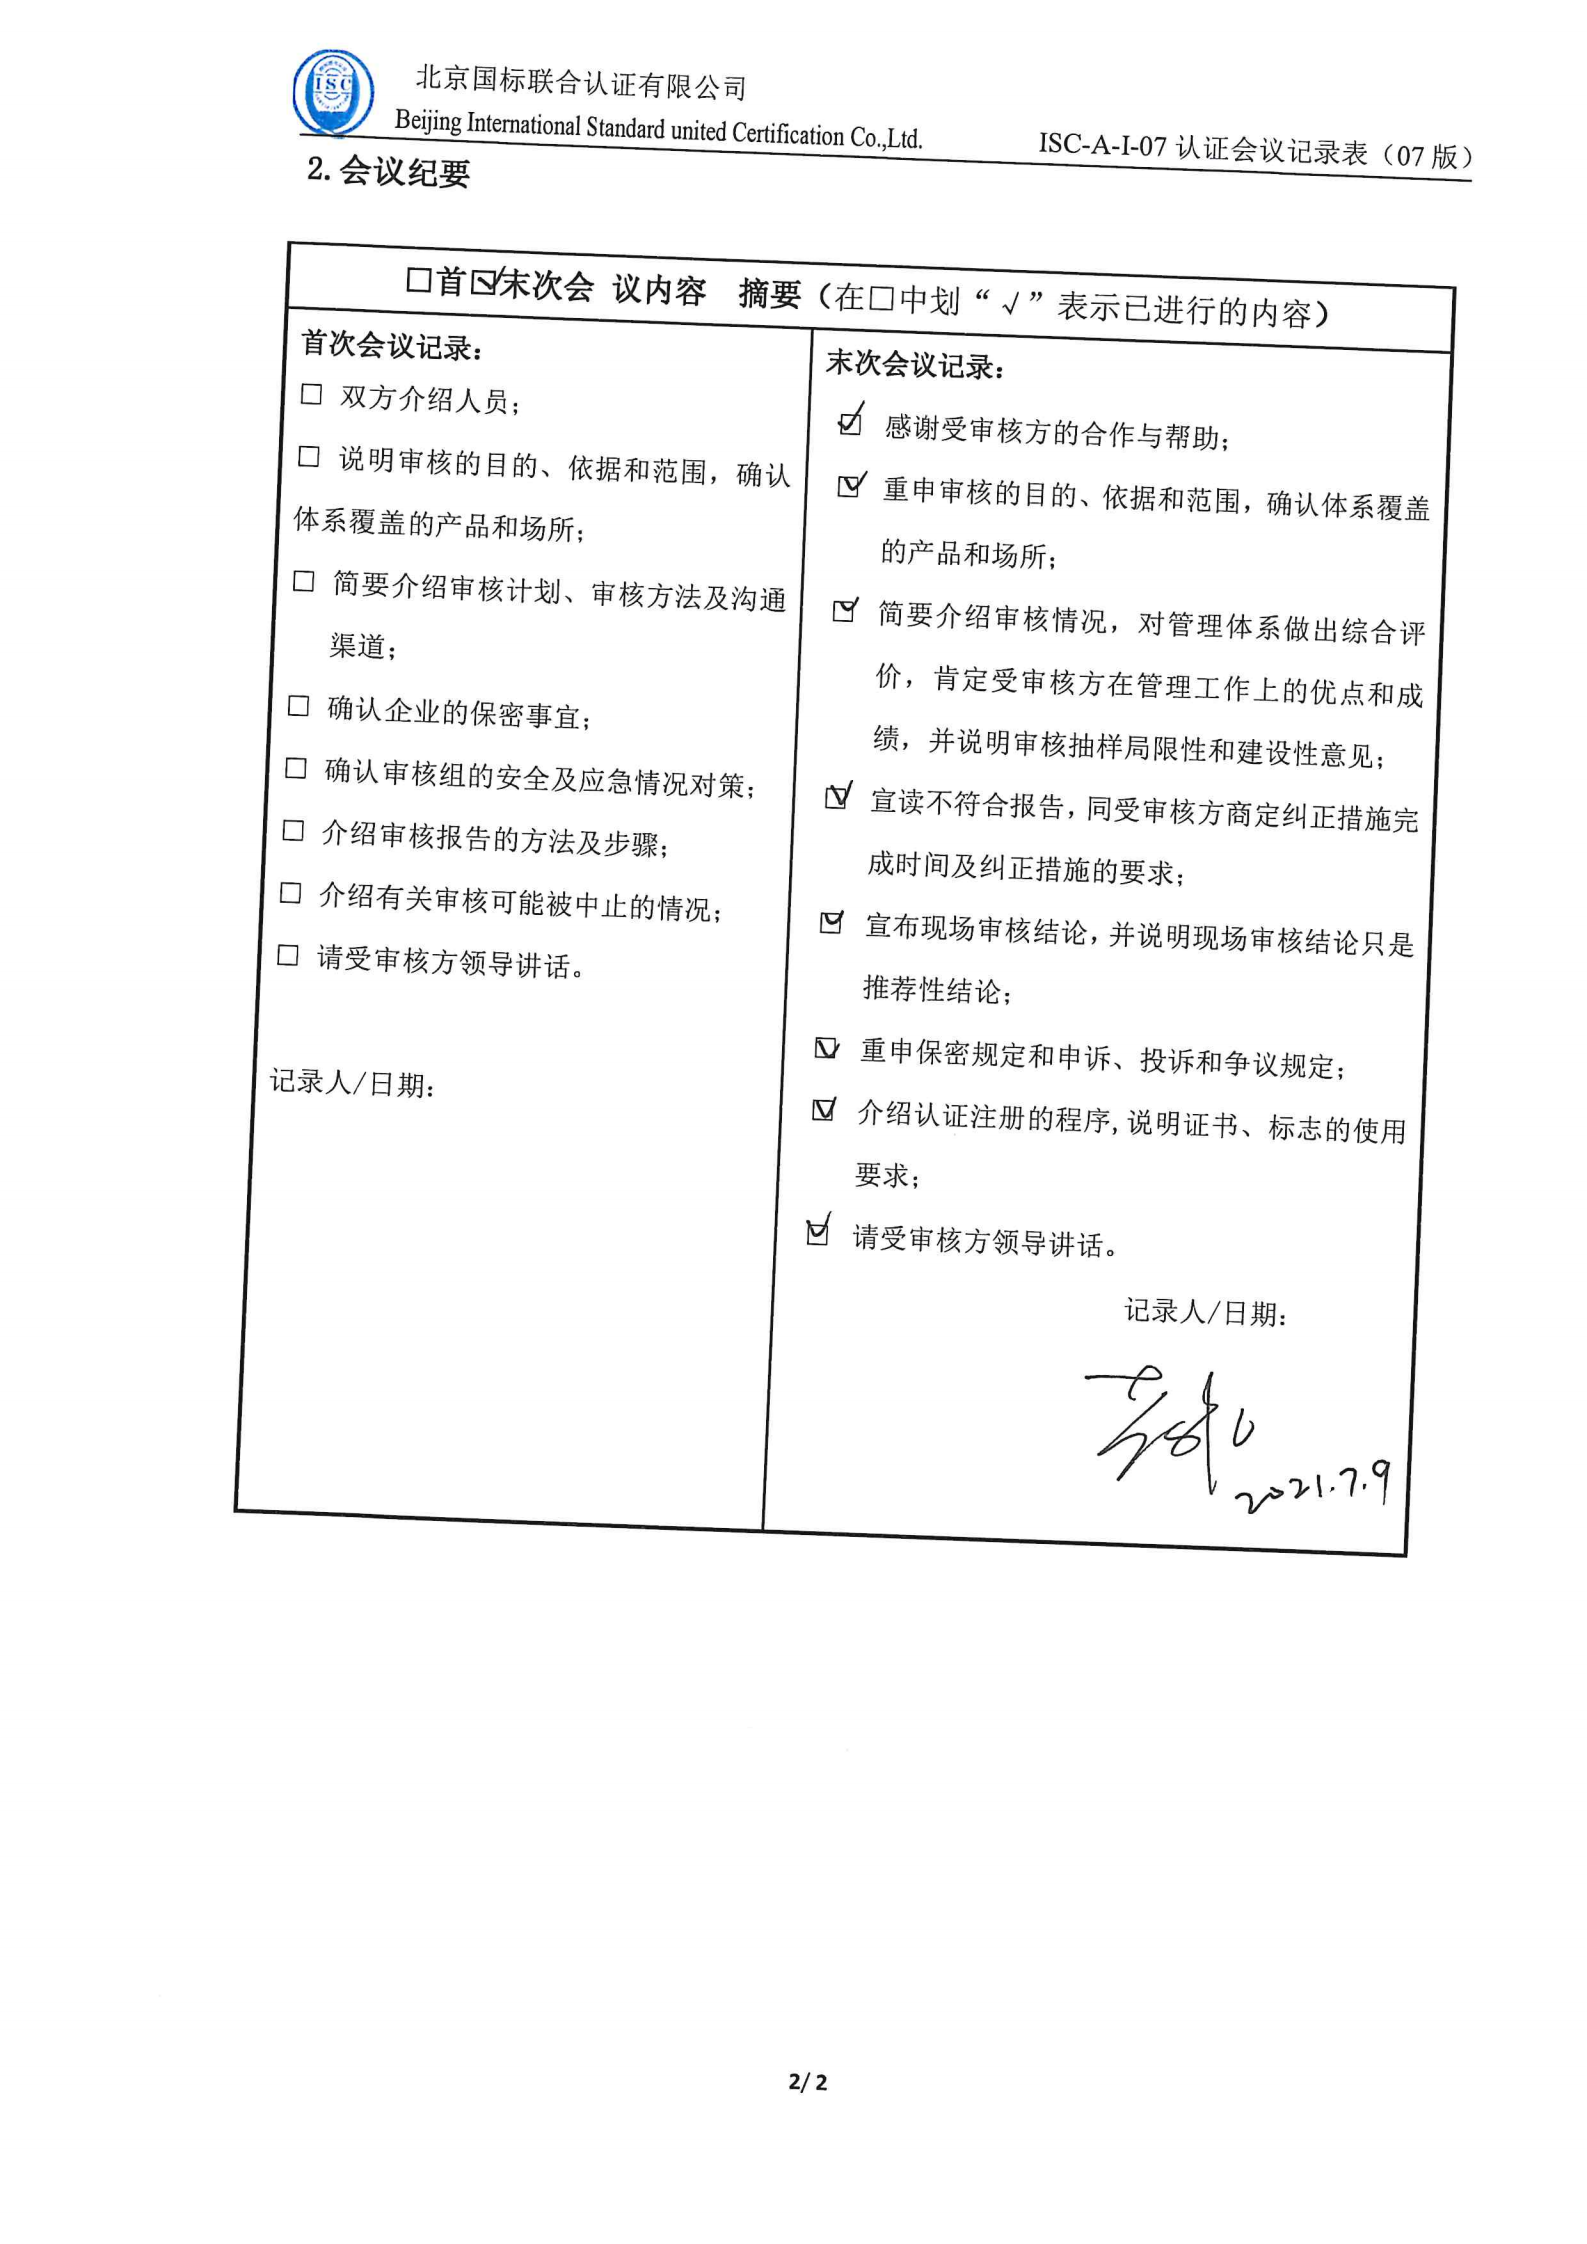 ISC
北京国标联合认证有限公司
Beijing International Standard united Certification Co.,Ltd.
ISC-A-I-07 认证会议记录表（07 版）
2. 会议纪要
□首☑末次会 议内容 摘要（在□中划“√”表示已进行的内容）
首次会议记录：
□ 双方介绍人员；
□ 说明审核的目的、依据和范围，确认
体系覆盖的产品和场所；
□ 简要介绍审核计划、审核方法及沟通
渠道；
□ 确认企业的保密事宜；
□ 确认审核组的安全及应急情况对策；
□ 介绍审核报告的方法及步骤；
□ 介绍有关审核可能被中止的情况；
□ 请受审核方领导讲话。
记录人/日期：
末次会议记录：
☑ 感谢受审核方的合作与帮助；
☑ 重申审核的目的、依据和范围，确认体系覆盖
的产品和场所；
☑ 简要介绍审核情况，对管理体系做出综合评
价，肯定受审核方在管理工作上的优点和成
绩，并说明审核抽样局限性和建设性意见；
☑ 宣读不符合报告，同受审核方商定纠正措施完
成时间及纠正措施的要求；
☑ 宣布现场审核结论，并说明现场审核结论只是
推荐性结论；
☑ 重申保密规定和申诉、投诉和争议规定；
☑ 介绍认证注册的程序,说明证书、标志的使用
要求；
☑ 请受审核方领导讲话。
记录人/日期：
2021.7.9
2/ 2